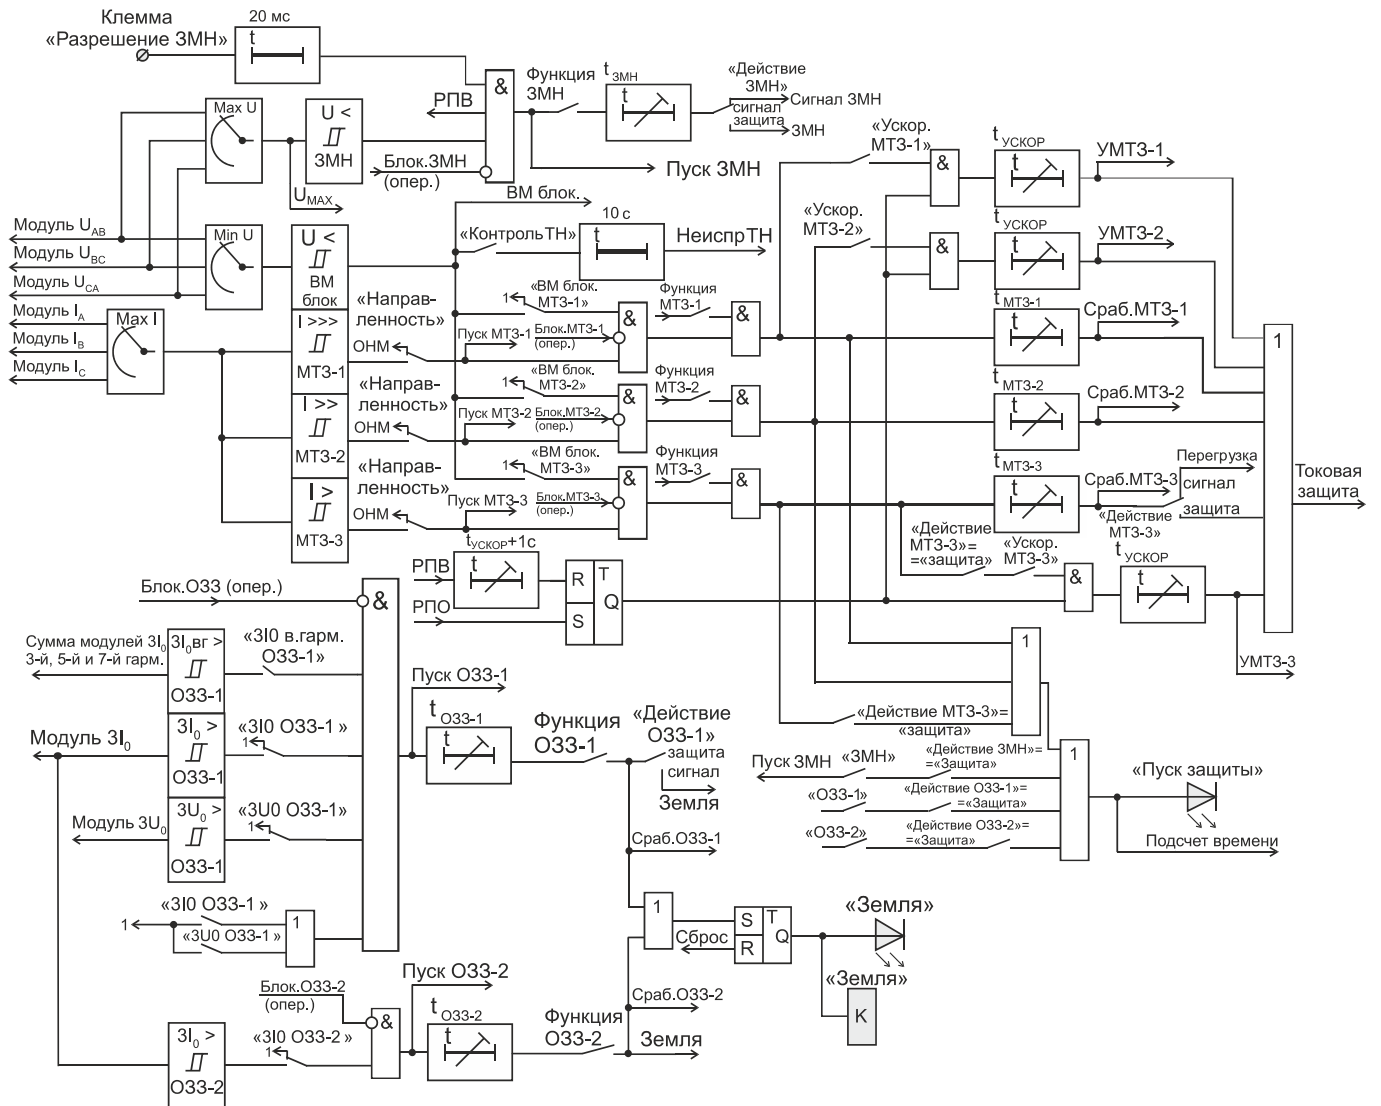 Клемма
«Разрешение ЗМН»
20 мс
t
Max U
U <
ЗМН
РПВ
Блок.ЗМН
(опер.)
U MAX
&
Функция
ЗМН
t ЗМН
t
«Действие
ЗМН»
сигнал
защита
Сигнал ЗМН
ЗМН
Пуск ЗМН
ВМ блок.
Модуль U AB
Модуль U BC
Модуль U CA
Модуль I A
Модуль I B
Модуль I C
Min U
Max I
U <
ВМ
блок
I >>>
МТЗ-1
I >>
МТЗ-2
I >
МТЗ-3
«КонтрольТН»
10 с
t
НеиспрТН
«Направ-
ленность»
ОНМ
Пуск МТЗ-1
1
«ВМ блок.
МТЗ-1»
Блок.МТЗ-1
(опер.)
&
Функция
МТЗ-1
&
«Направ-
ленность»
ОНМ
Пуск МТЗ-2
1
«ВМ блок.
МТЗ-2»
Блок.МТЗ-2
(опер.)
&
Функция
МТЗ-2
&
«Направ-
ленность»
ОНМ
Пуск МТЗ-3
1
«ВМ блок.
МТЗ-3»
Блок.МТЗ-3
(опер.)
&
Функция
МТЗ-3
&
«Ускор.
МТЗ-1»
&
t УСКОР
t
УМТЗ-1
«Ускор.
МТЗ-2»
&
t УСКОР
t
УМТЗ-2
t МТЗ-1
t
Сраб.МТЗ-1
t МТЗ-2
t
Сраб.МТЗ-2
t МТЗ-3
t
Сраб.МТЗ-3
Перегрузка
сигнал
защита
«Действие
МТЗ-3»
1
Токовая
защита
«Действие
МТЗ-3»=
=«защита»
«Ускор.
МТЗ-3»
&
t УСКОР
t
УМТЗ-3
t УСКОР+1с
t
РПВ
РПО
R
S
T
Q
Блок.ОЗЗ (опер.)
&
Сумма модулей 3I0
3-й, 5-й и 7-й гарм.
3I0вг >
ОЗЗ-1
«3I0 в.гарм.
ОЗЗ-1»
Модуль 3I0
3I0 >
ОЗЗ-1
«3I0 ОЗЗ-1 »
1
Модуль 3U0
3U0 >
ОЗЗ-1
«3U0 ОЗЗ-1»
1
«3I0 ОЗЗ-1 »
1
«3U0 ОЗЗ-1»
1
Пуск ОЗЗ-1
t ОЗЗ-1
t
Функция
ОЗЗ-1
«Действие
ОЗЗ-1»
защита
сигнал
Земля
Сраб.ОЗЗ-1
1
«Действие МТЗ-3»=
=«защита»
Пуск ЗМН
«ЗМН»
«Действие ЗМН»=
=«Защита»
«ОЗЗ-1»
«Действие ОЗЗ-1»=
=«Защита»
«ОЗЗ-2»
«Действие ОЗЗ-2»=
=«Защита»
1
«Пуск защиты»
Подсчет времени
1
Сброс
S
R
T
Q
«Земля»
«Земля»
K
Блок.ОЗЗ-2
(опер.)
3I0 >
ОЗЗ-2
«3I0 ОЗЗ-2 »
1
&
Пуск ОЗЗ-2
t ОЗЗ-2
t
Функция
ОЗЗ-2
Сраб.ОЗЗ-2
Земля